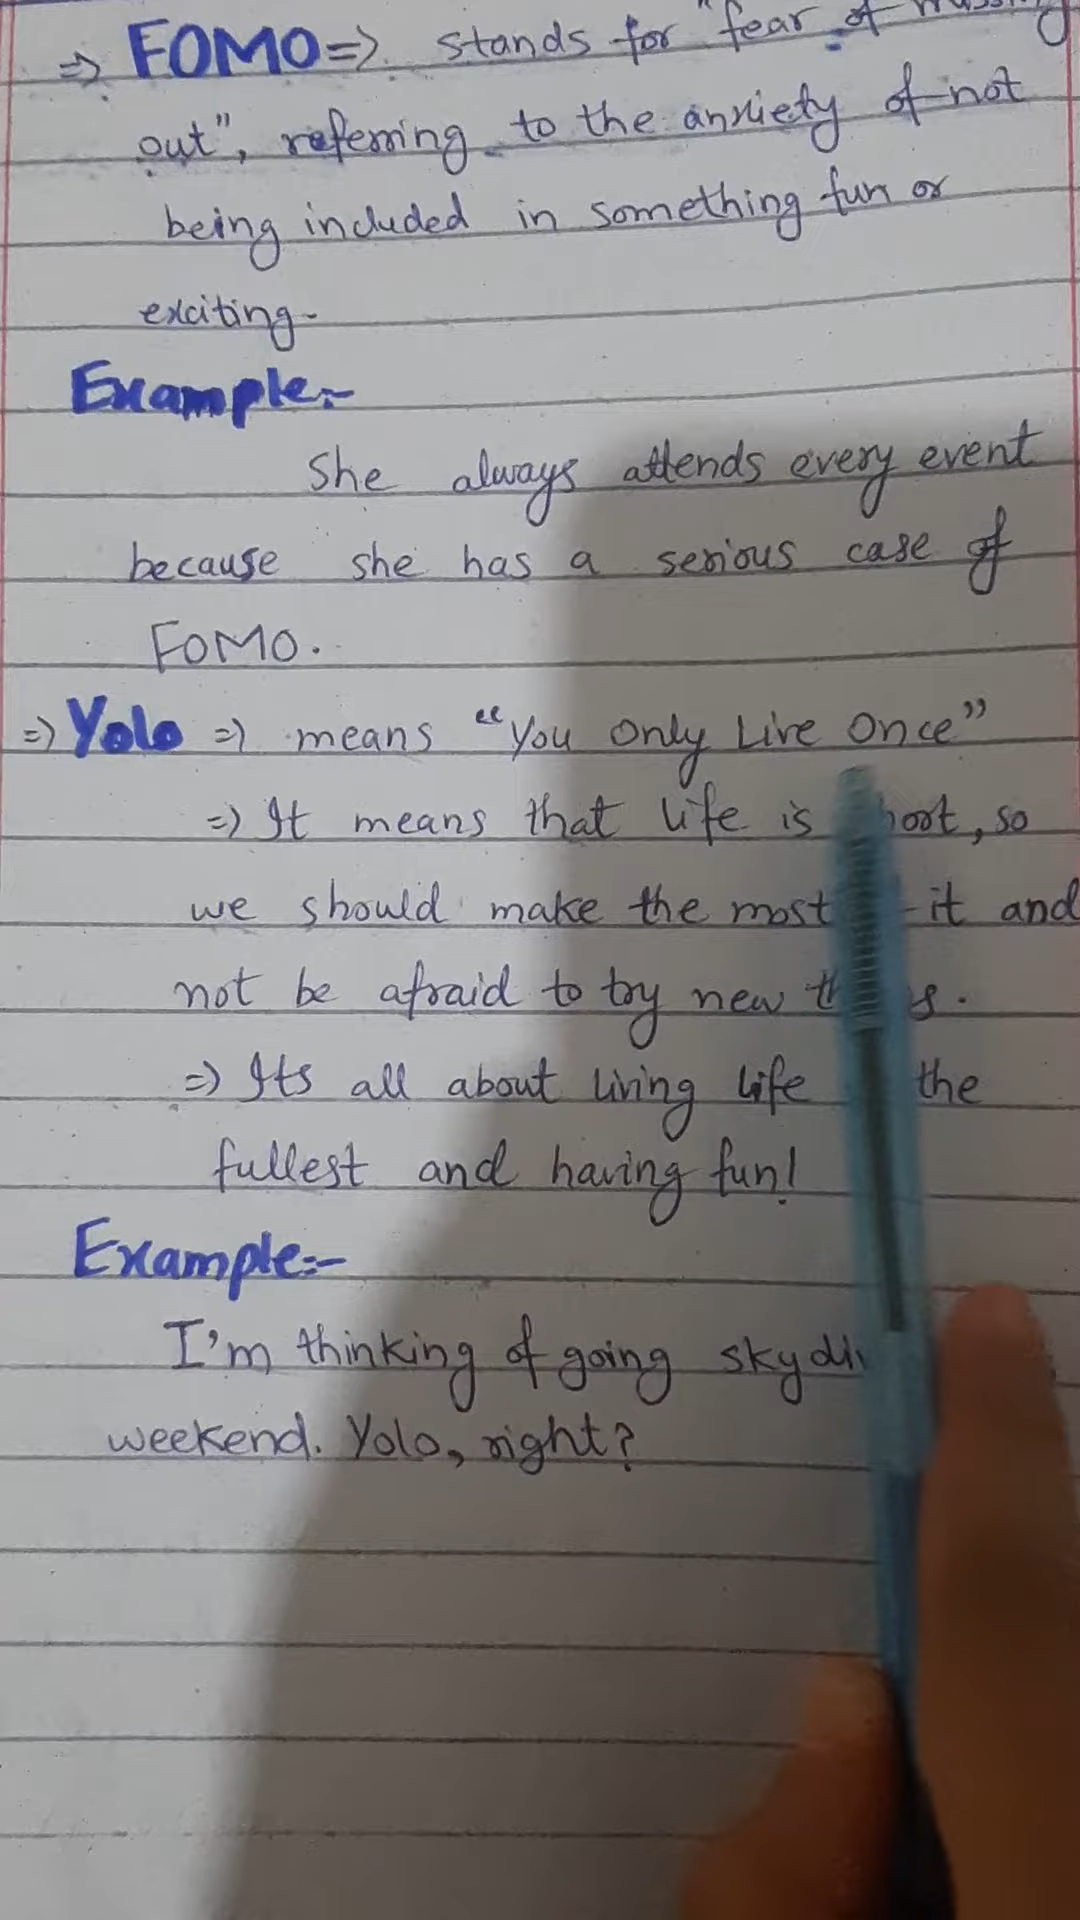 => FOMO => stands for "fear of missing
out", referring to the anxiety of not
being included in something fun or
exciting-
Example:-
She always attends every event
because she has a serious case of
FOMO.
=> Yolo => means "You Only Live Once"
=> It means that life is , so
we should make the most it and
not be afraid to try new
=> Its all about living life the
fullest and having fun!
Example:-
I'm thinking of going
weekend. Yolo, right?